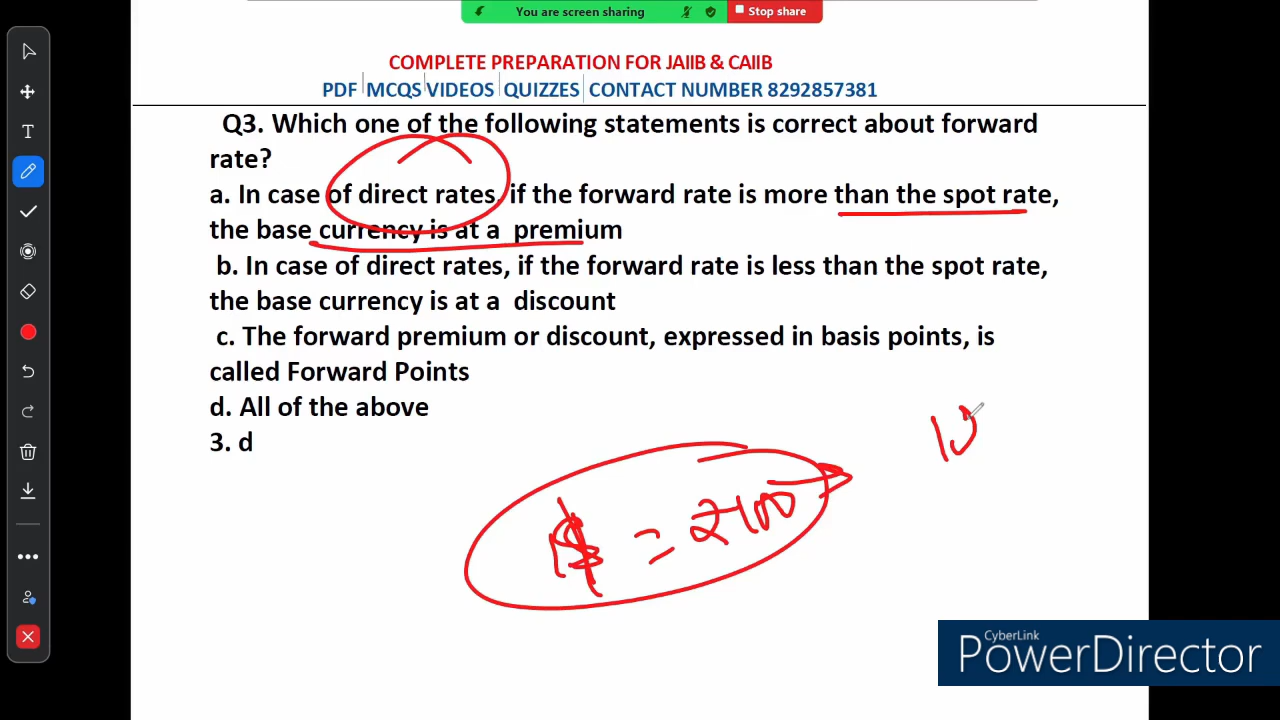 You are screen sharing Stop share
COMPLETE PREPARATION FOR JAIIB & CAIIB
PDF MCQS VIDEOS QUIZZES CONTACT NUMBER 8292857381
Q3. Which one of the following statements is correct about forward
rate?
a. In case of direct rates, if the forward rate is more than the spot rate,
the base currency is at a premium
b. In case of direct rates, if the forward rate is less than the spot rate,
the base currency is at a discount
c. The forward premium or discount, expressed in basis points, is
called Forward Points
d. All of the above
3. d
1$ = ₹100
10
T
CyberLink
PowerDirector